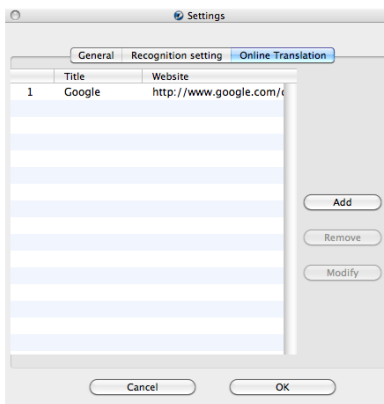 Settings
General Recognition setting Online Translation
Title Website
1 Google http://www.google.com/
Add
Remove
Modify
Cancel OK